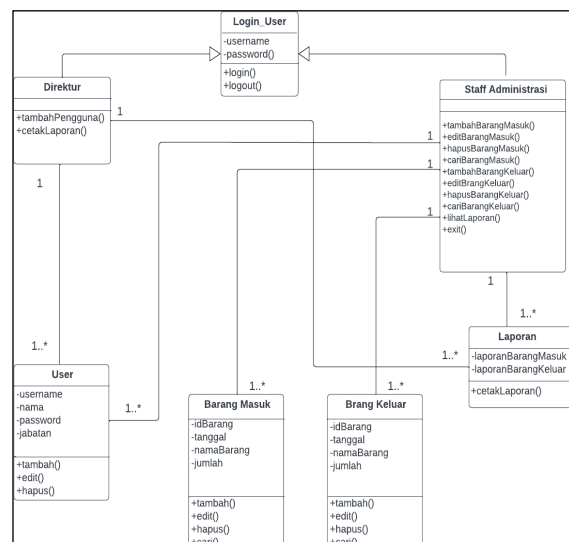 Login_User
-username
-password()
+login()
+logout()
Direktur
+tambahPengguna()
+cetakLaporan()
Staff Administrasi
+tambahBarangMasuk()
+editBarangMasuk()
+hapusBarangMasuk()
+cariBarangMasuk()
+tambahBarangKeluar()
+editBrangKeluar()
+hapusBarangKeluar()
+cariBarangKeluar()
+lihatLaporan()
+exit()
1
1
1
1
1
1
1..*
1..*
1..*
1..*
1..*
1..*
Laporan
-laporanBarangMasuk
-laporanBarangKeluar
+cetakLaporan()
User
-username
-nama
-password
-jabatan
+tambah()
+edit()
+hapus()
Barang Masuk
-idBarang
-tanggal
-namaBarang
-jumlah
+tambah()
+edit()
+hapus()
+cari()
Brang Keluar
-idBarang
-tanggal
-namaBarang
-jumlah
+tambah()
+edit()
+hapus()
+cari()